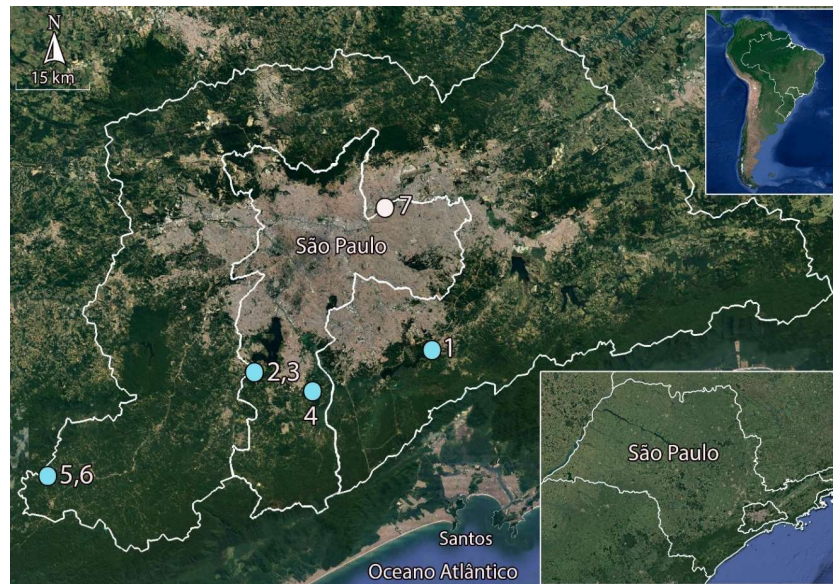 N
15 km
7
São Paulo
1
2,3
4
5,6
São Paulo
Santos
Oceano Atlântico